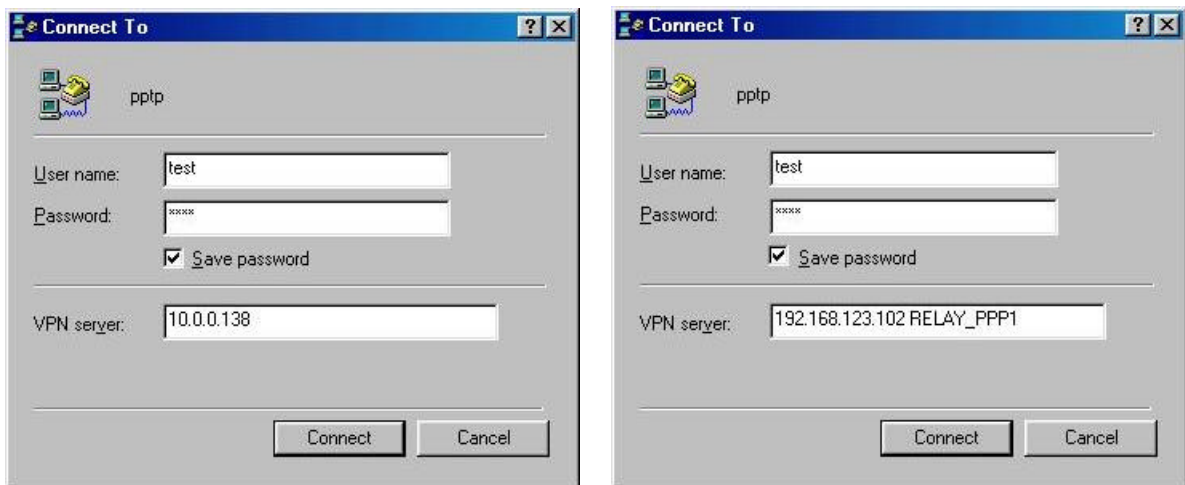 Connect To
pptp
User name: test
Password: ****
Save password
VPN server: 10.0.0.138
Connect Cancel
Connect To
pptp
User name: test
Password: ****
Save password
VPN server: 192.168.123.102 RELAY_PPP1
Connect Cancel